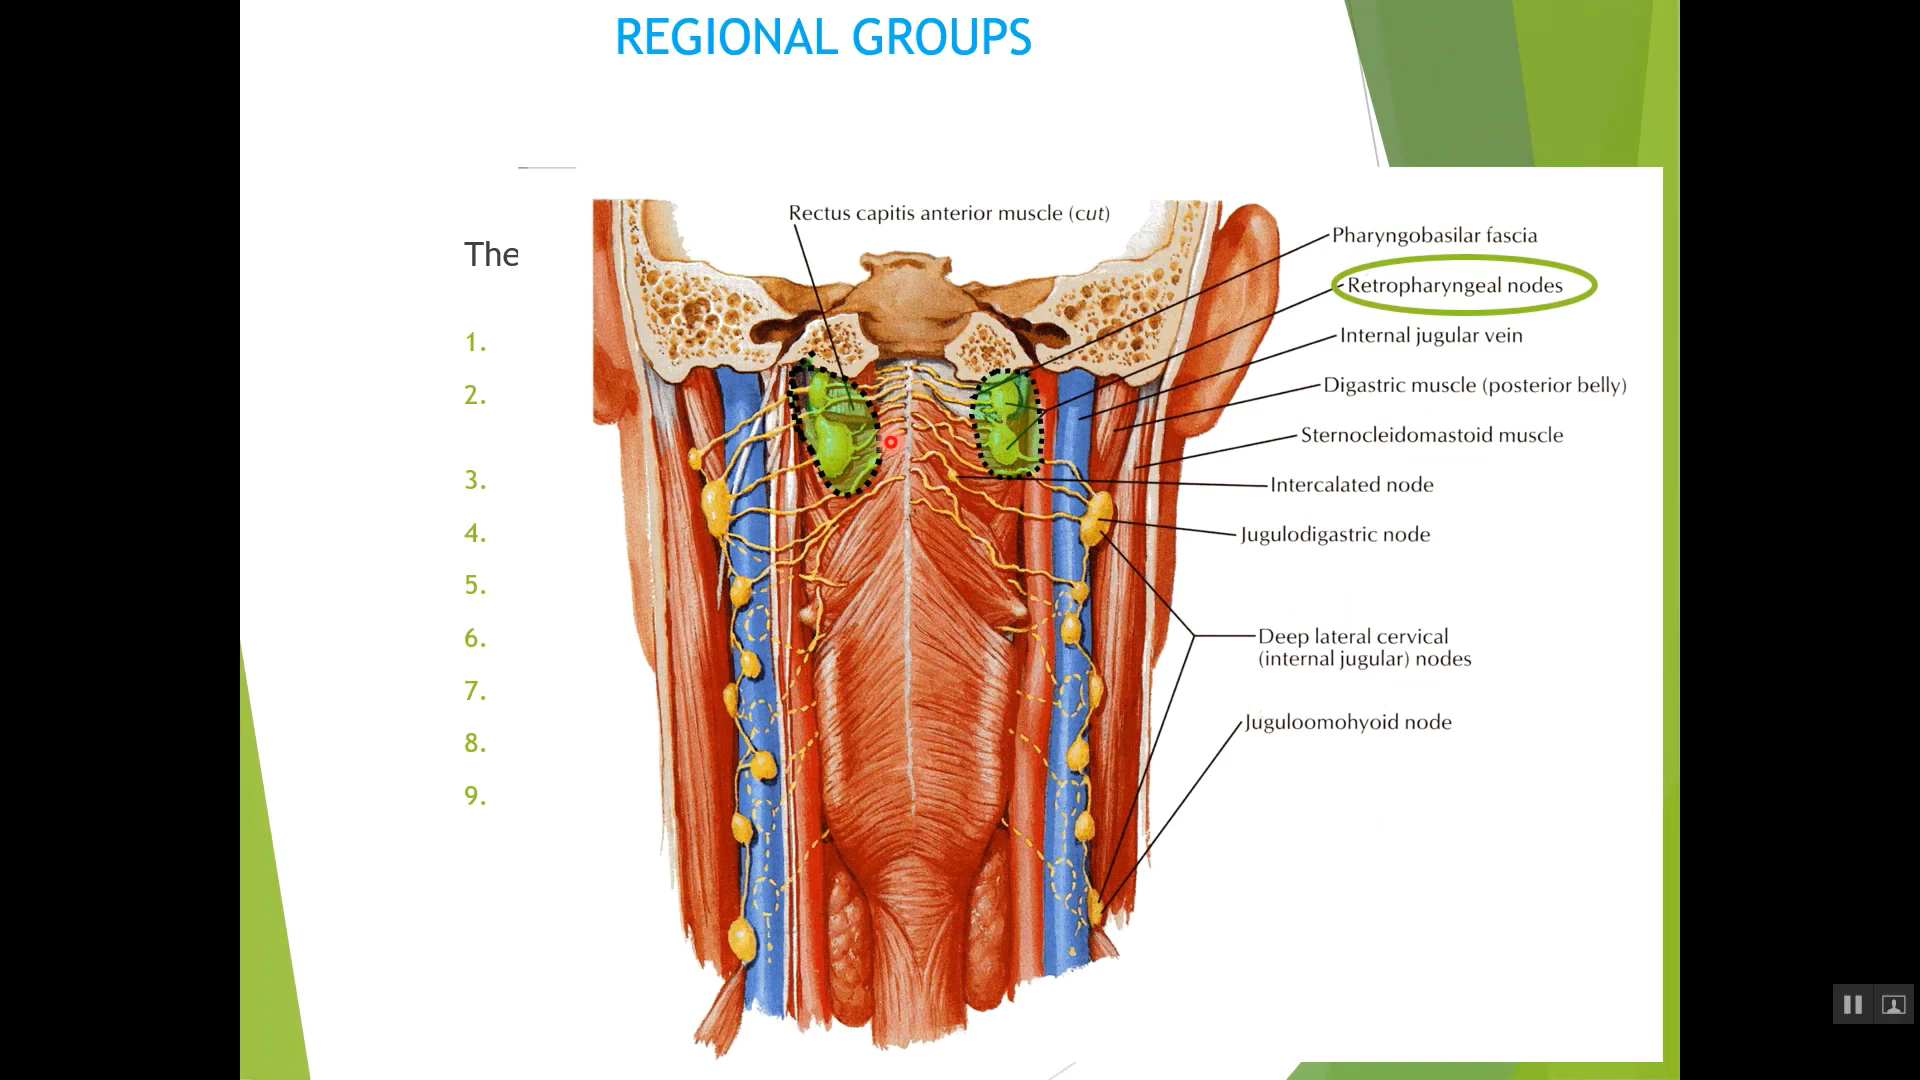 REGIONAL GROUPS
The
1.
2.
3.
4.
5.
6.
7.
8.
9.
Rectus capitis anterior muscle (cut)
Pharyngobasilar fascia
Retropharyngeal nodes
Internal jugular vein
Digastric muscle (posterior belly)
Sternocleidomastoid muscle
Intercalated node
Jugulodigastric node
Deep lateral cervical
(internal jugular) nodes
Juguloomohyoid node